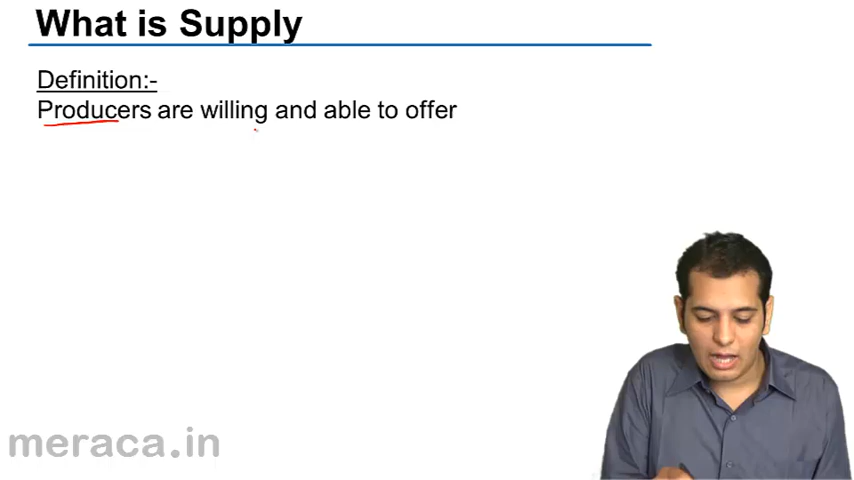 What is Supply
Definition:-
Producers are willing and able to offer
meraca.in